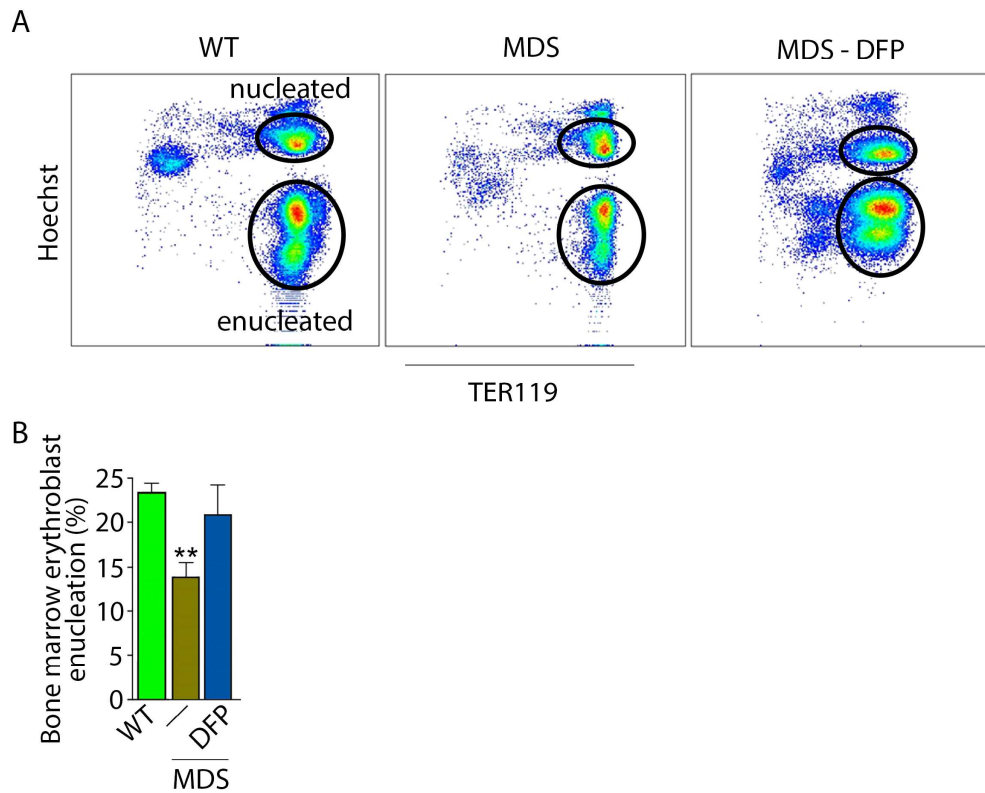 A
WT
MDS
MDS - DFP
nucleated
enucleated
Hoechst
TER119
B
Bone marrow erythroblast
enucleation (%)
25
20
15
10
5
0
**
WT
—
DFP
MDS